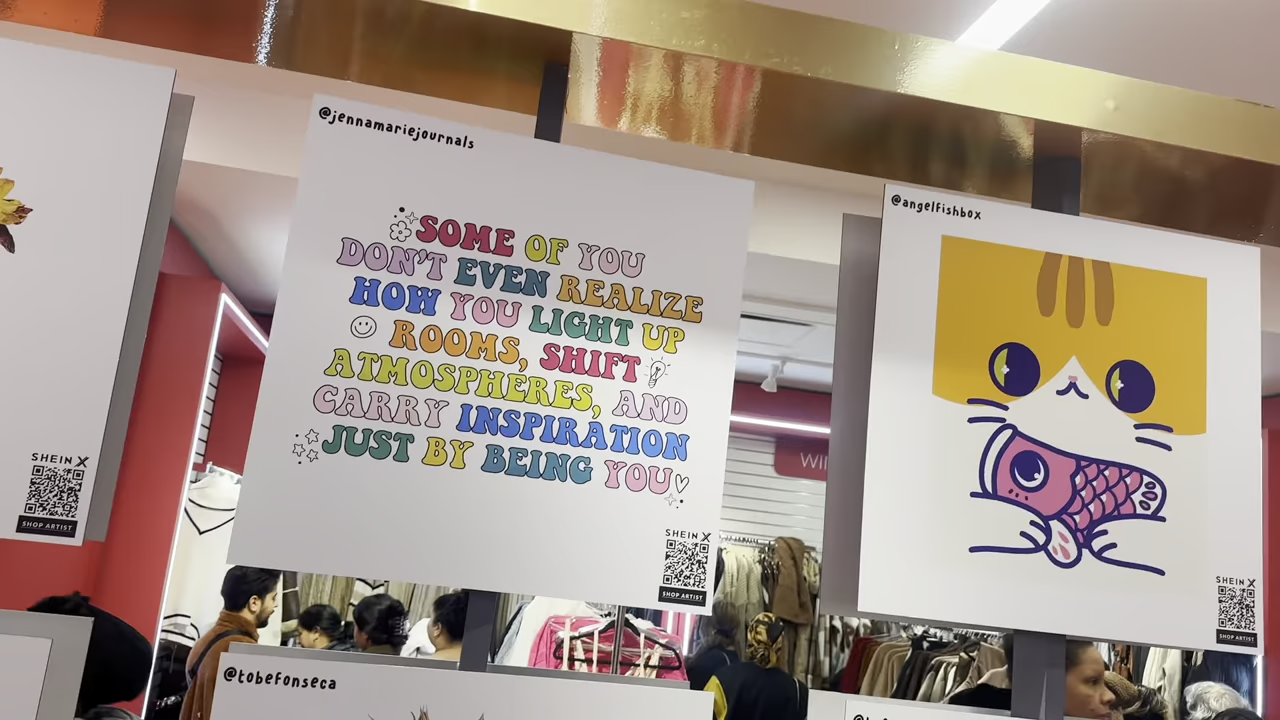 @jennamariejournals
SOME OF YOU
DON'T EVEN REALIZE
HOW YOU LIGHT UP
ROOMS, SHIFT
ATMOSPHERES, AND
CARRY INSPIRATION
JUST BY BEING YOU
SHEIN X
SHOP ARTIST
@angelfishbox
SHEIN X
SHOP ARTIST
SHEIN X
SHOP ARTIST
@tobefonseca